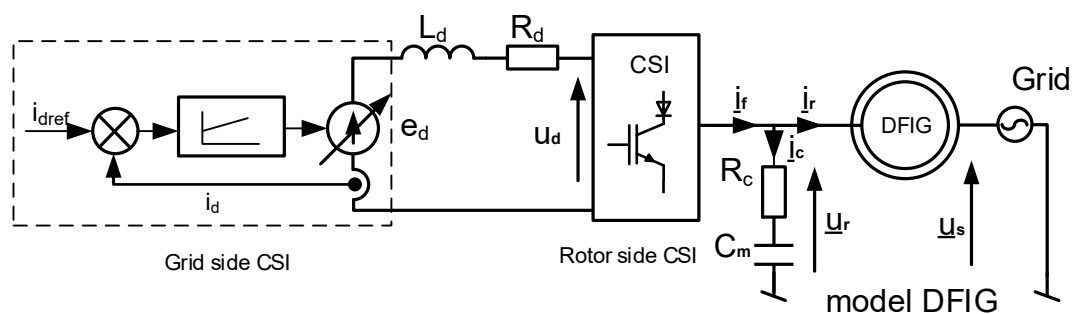 i_dref
i_d
e_d
L_d
R_d
u_d
CSI
i_f
i_r
i_c
R_c
C_m
u_r
DFIG
u_s
Grid
Grid side CSI
Rotor side CSI
model DFIG